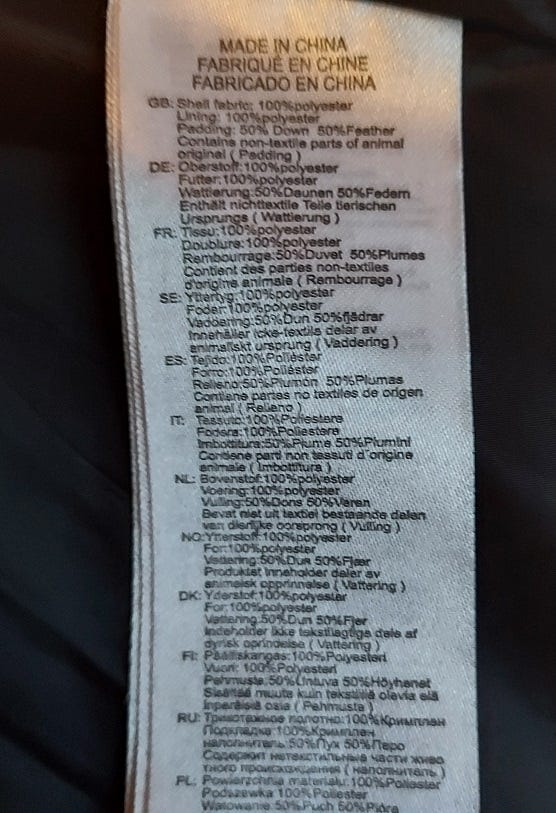 MADE IN CHINA
FABRIQUÉ EN CHINE
FABRICADO EN CHINA
GB: Shell fabric: 100%polyester
Lining: 100%polyester
Padding: 50% Down 50%Feather
Contains non-textile parts of animal
original ( Padding )
DE: Oberstoff:100%polyester
Futter:100%polyester
Wattierung:50%Daunen 50%Federn
Enthält nichttextile Teile tierischen
Ursprungs ( Wattierung )
FR: Tissu:100%polyester
Doublure:100%polyester
Rembourrage:50%Duvet 50%Plumes
Contient des parties non-textiles
d'origine animale ( Rembourrage )
SE: Yttertyg:100%polyester
Foder:100%polyester
Vaddering:50%Dun 50%fjädrar
Innehåller icke-textila delar av
animaliskt ursprung ( Vaddering )
ES: Tejido:100%Poliéster
Forro:100%Poliéster
Relleno:50%Plumón 50%Plumas
Contiene partes no textiles de origen
animal ( Relleno )
IT: Tessuto:100%Poliestere
Fodera:100%Poliestere
Imbottitura:50%Piume 50%Piumini
Contiene parti non tessuti d´origine
animale ( Imbottitura )
NL: Bovenstof:100%polyester
Voering:100%polyester
Vulling:50%Dons 50%Veren
Bevat niet uit textiel bestaande delen
van dierlijke oorsprong ( Vulling )
NO:Ytterstoff:100%polyester
For:100%polyester
Vattering:50%Dun 50%Fjær
Produktet inneholder deler av
animalsk opprinnelse ( Vattering )
DK: Yderstof:100%polyester
For:100%polyester
Vattering:50%Dun 50%Fjer
Indeholder ikke tekstilagtige dele af
dyrisk oprindelse ( Vattering )
FI: Päälliskangas:100%Polyesteri
Vuori:100%Polyesteri
Pehmuste:50%Untuva 50%Höyhenet
Sisältää muuta kuin tekstiiliä olevia elä
inperäisiä osia ( Pehmuste )
RU: Трикотажное полотно:100%Кримплен
Подкладка:100%Кримплен
наполнитель:50%Пух 50%Перо
Содержит нетекстильные части живо
тного происхождения ( наполнитель )
PL: Powierzchnia materiału:100%Poliester
Podszewka:100%Poliester
Watowanie:50%Puch 50%Pióra